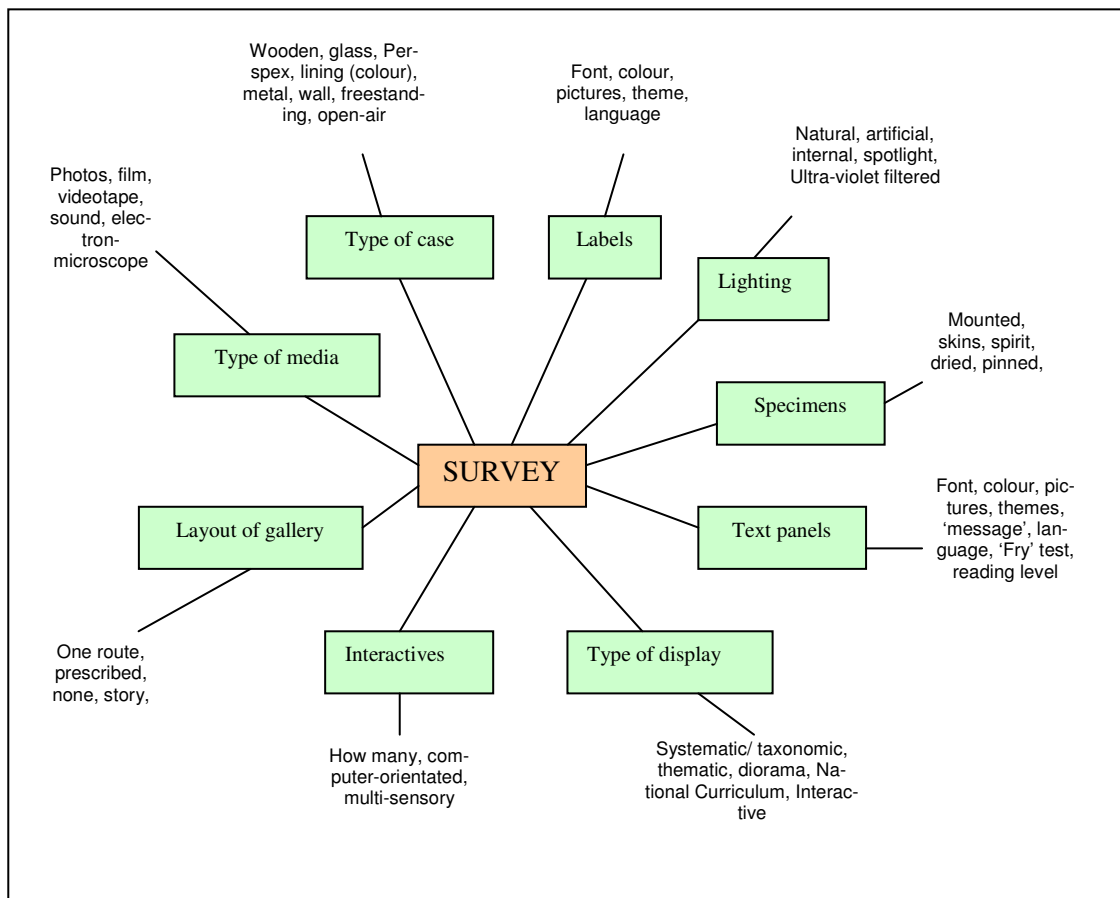 Wooden, glass, Per-
spex, lining (colour),
metal, wall, freestand-
ing, open-air
Font, colour,
pictures, theme,
language
Natural, artificial,
internal, spotlight,
Ultra-violet filtered
Photos, film,
videotape,
sound, elec-
tron-
microscope
Type of case
Labels
Lighting
Type of media
Mounted,
skins, spirit,
dried, pinned,
Specimens
SURVEY
Font, colour, pic-
tures, themes,
‘message’, lan-
guage, ‘Fry’ test,
reading level
Layout of gallery
Text panels
One route,
prescribed,
none, story,
Interactives
Type of display
How many, com-
puter-orientated,
multi-sensory
Systematic/ taxonomic,
thematic, diorama, Na-
tional Curriculum, Interac-
tive